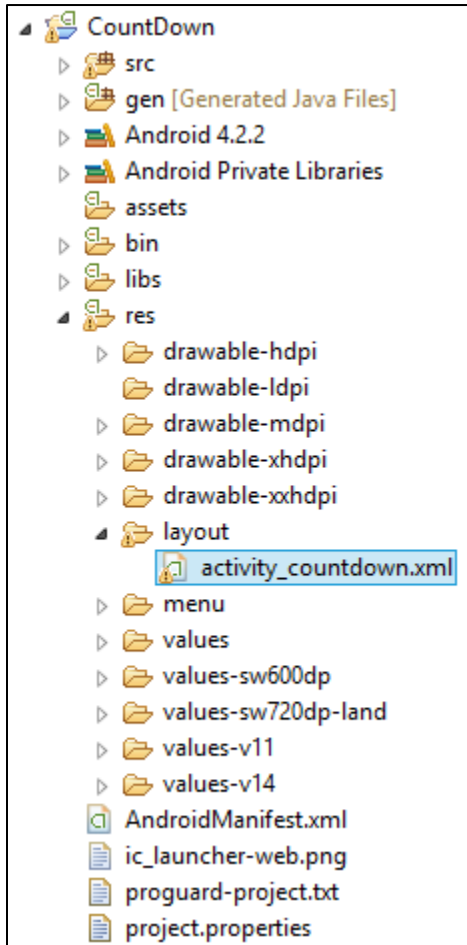 CountDown
src
gen [Generated Java Files]
Android 4.2.2
Android Private Libraries
assets
bin
libs
res
drawable-hdpi
drawable-ldpi
drawable-mdpi
drawable-xhdpi
drawable-xxhdpi
layout
activity_countdown.xml
menu
values
values-sw600dp
values-sw720dp-land
values-v11
values-v14
AndroidManifest.xml
ic_launcher-web.png
proguard-project.txt
project.properties